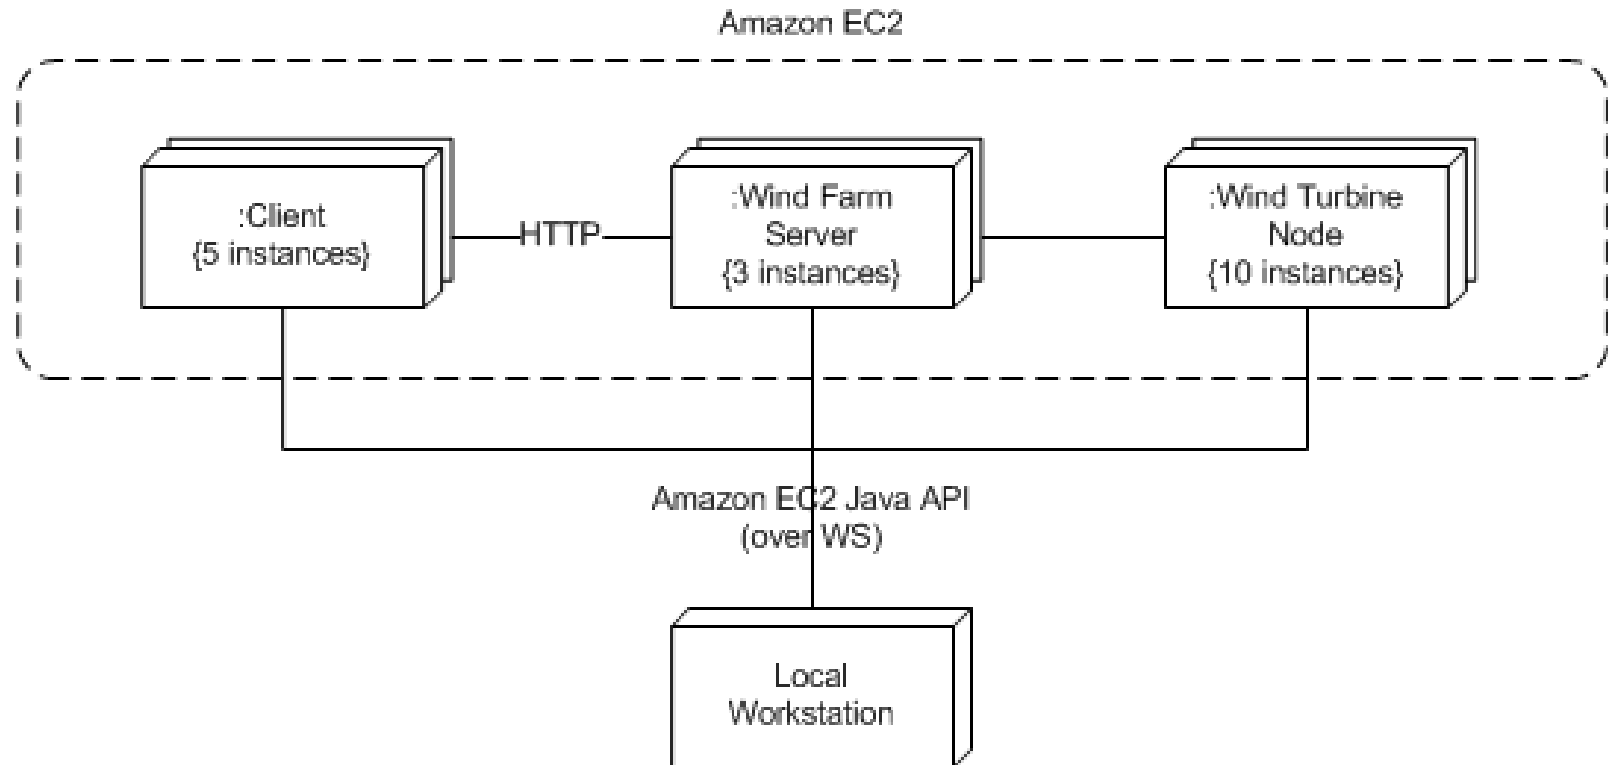 Amazon EC2
:Client
{5 instances}
HTTP
:Wind Farm
Server
{3 instances}
:Wind Turbine
Node
{10 instances}
Amazon EC2 Java API
(over WS)
Local
Workstation